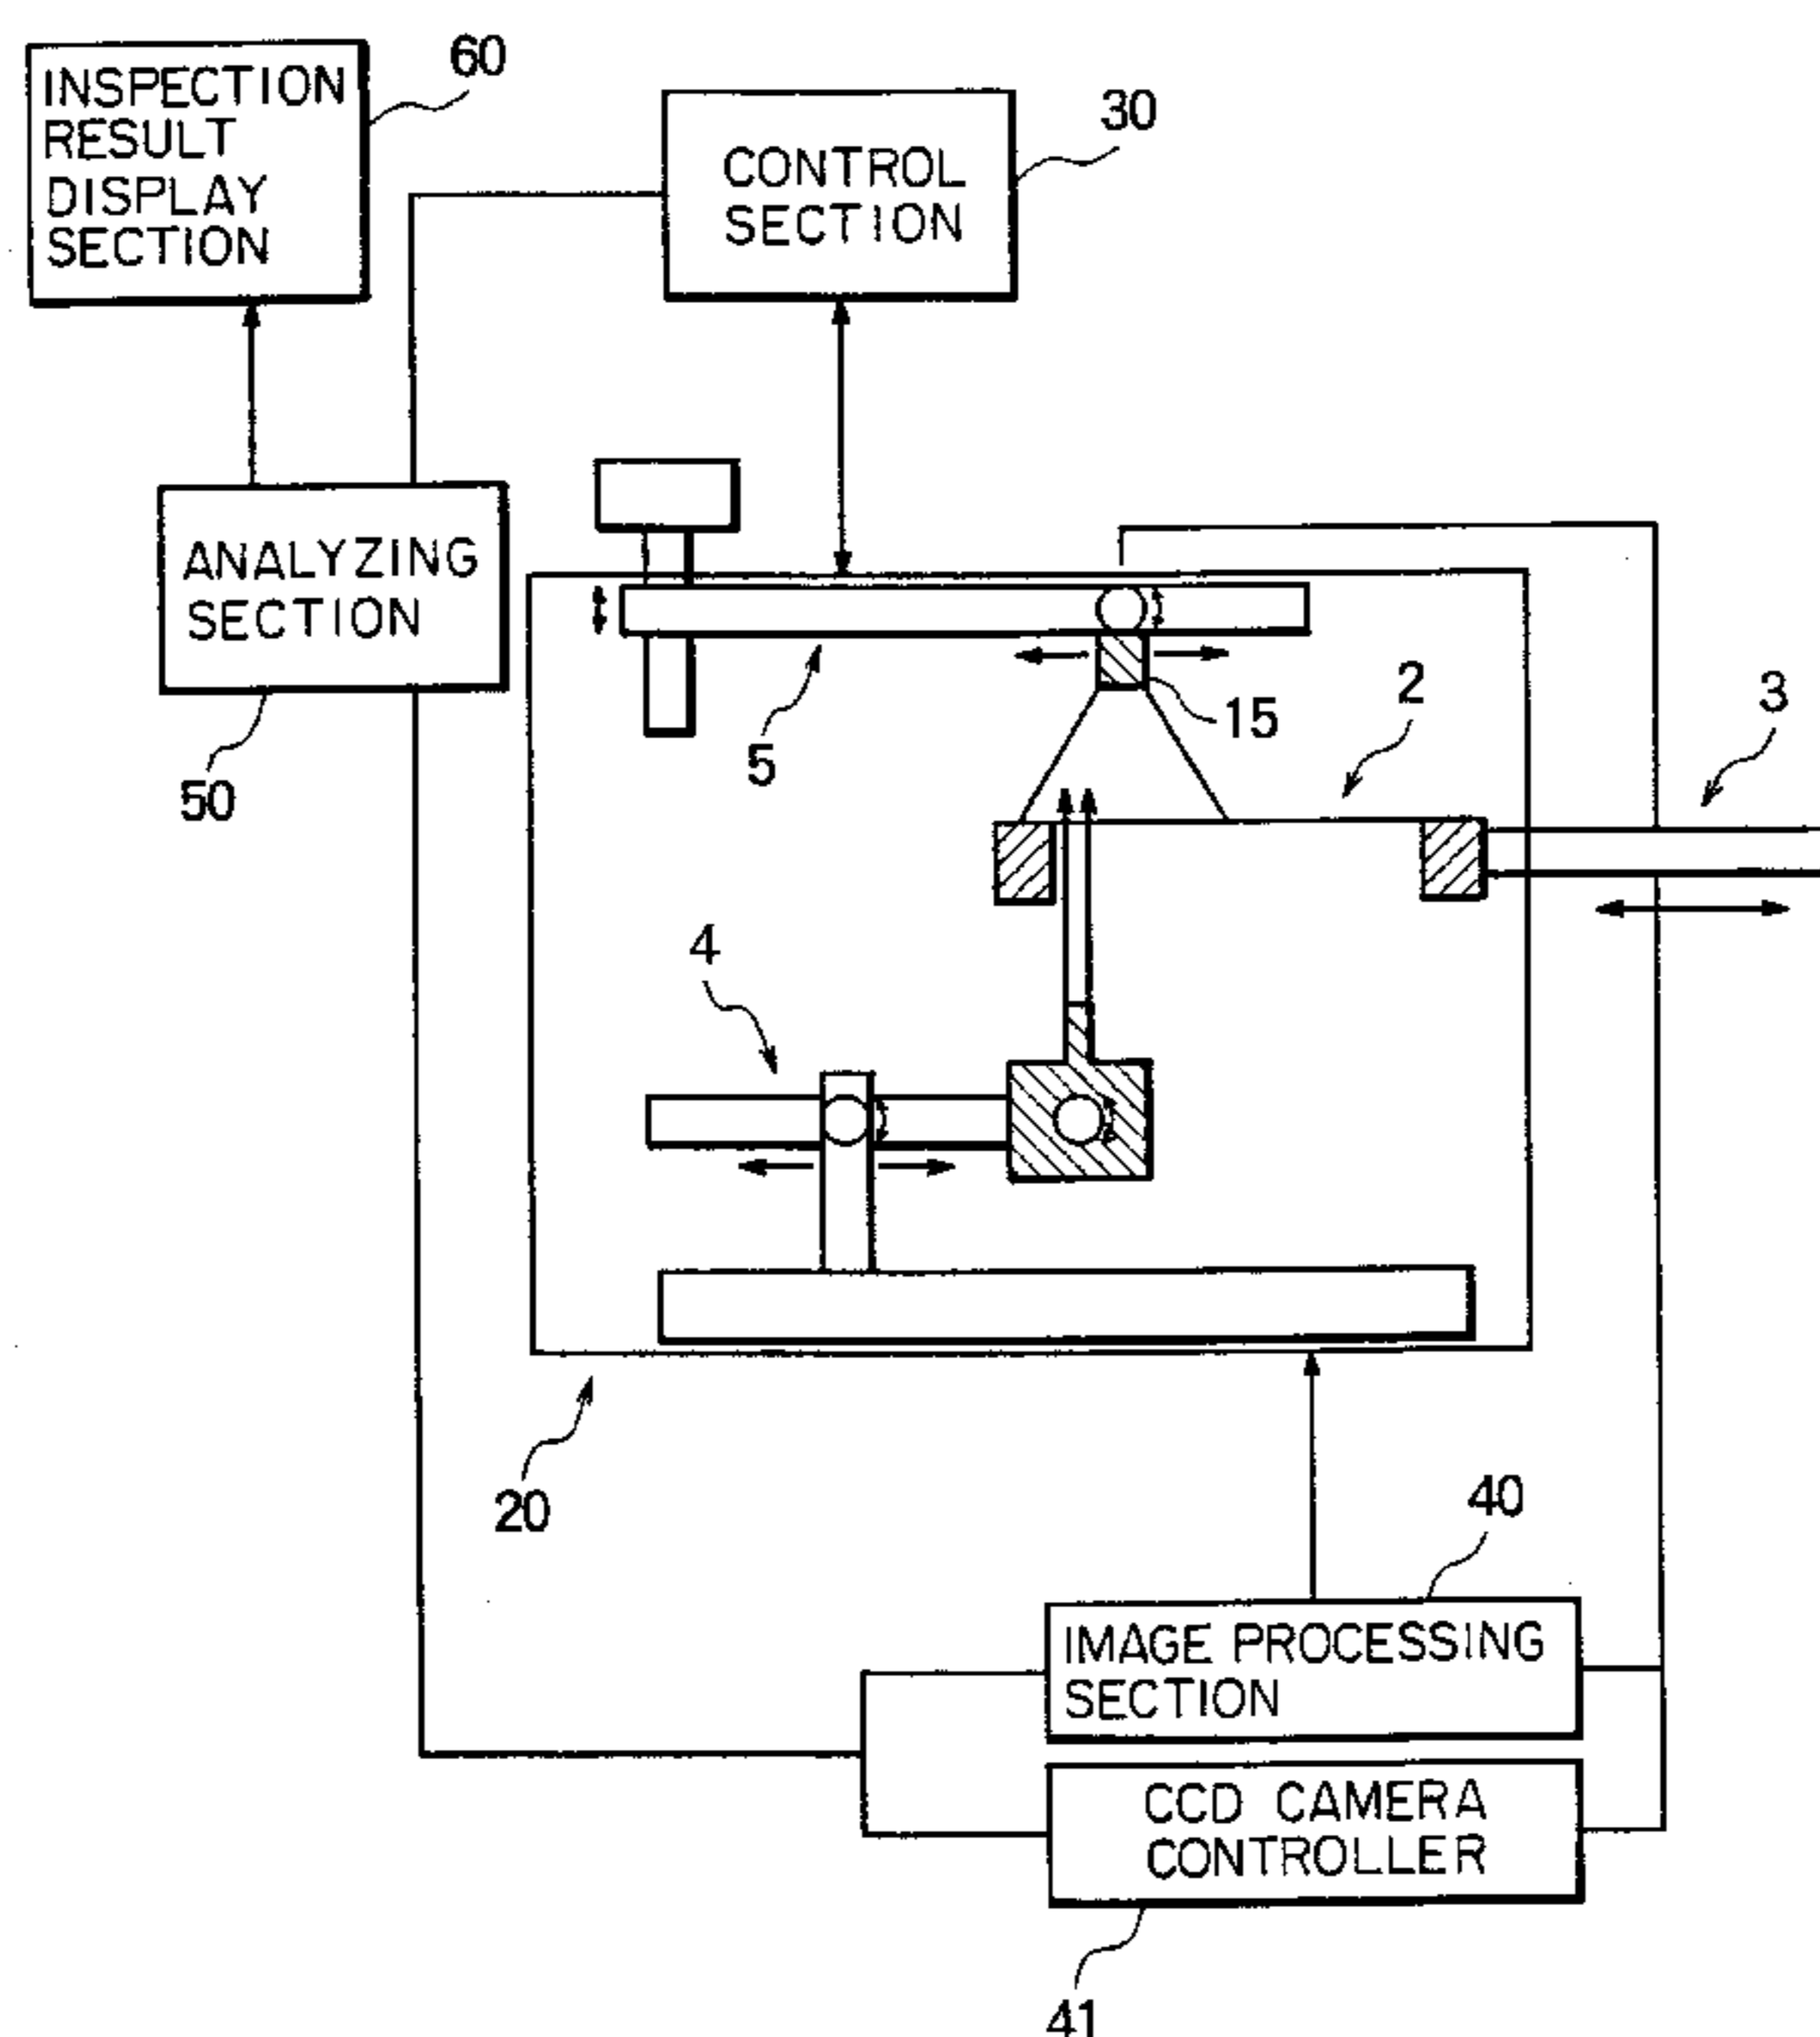 60
INSPECTION
RESULT
DISPLAY
SECTION
30
CONTROL
SECTION
ANALYZING
SECTION
50
5
15
2
3
4
20
40
IMAGE PROCESSING
SECTION
CCD CAMERA
CONTROLLER
41